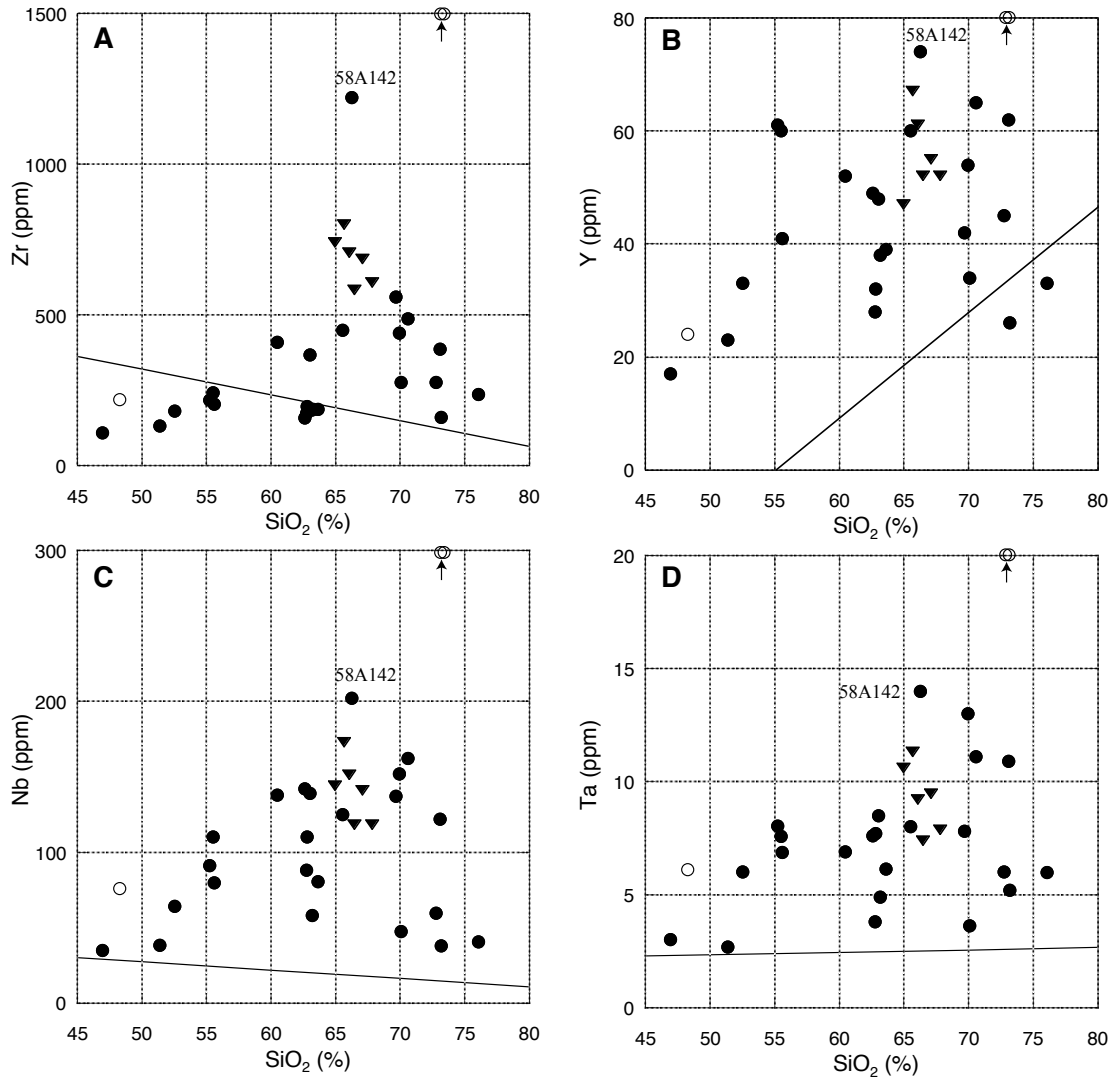 A
58A142
Zr (ppm)
1500
1000
500
0
45 50 55 60 65 70 75 80
SiO₂ (%)
B
58A142
Y (ppm)
80
60
40
20
0
45 50 55 60 65 70 75 80
SiO₂ (%)
C
58A142
Nb (ppm)
300
200
100
0
45 50 55 60 65 70 75 80
SiO₂ (%)
D
58A142
Ta (ppm)
20
15
10
5
0
45 50 55 60 65 70 75 80
SiO₂ (%)